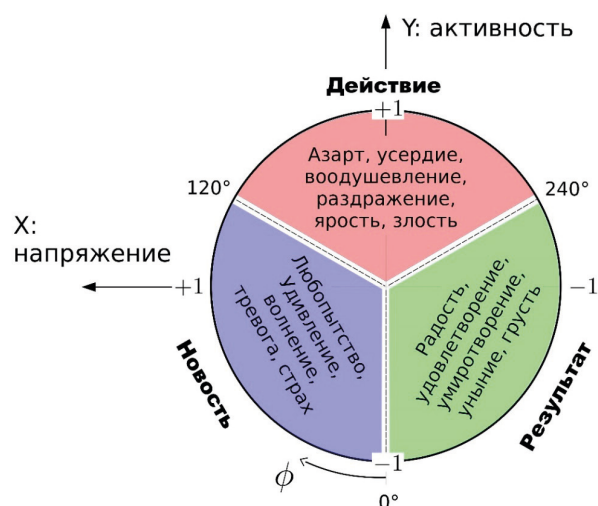 Y: активность
Действие
+1
Азарт, усердие,
воодушевление,
раздражение,
ярость, злость
120°
240°
X:
напряжение
+1
−1
Любопытство,
удивление,
волнение,
тревога, страх
Радость,
удовлетворение,
умиротворение,
уныние, грусть
Новость
Результат
−1
ϕ
0°